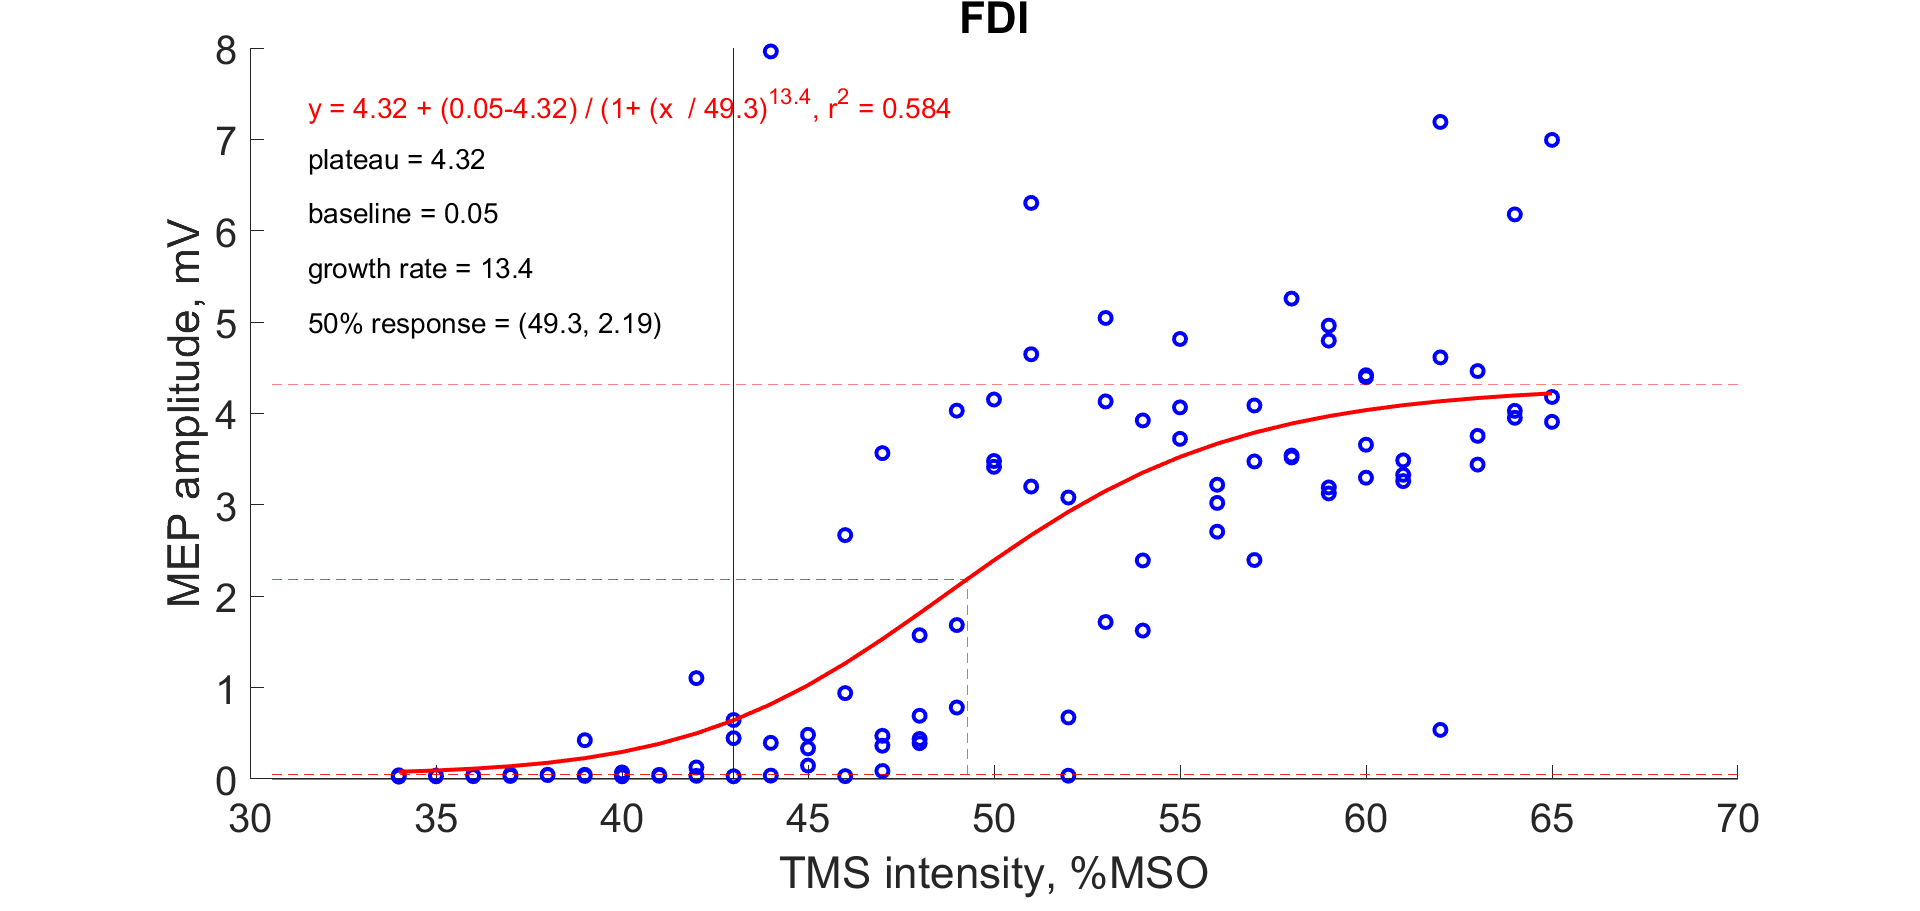 FDI
y = 4.32 + (0.05-4.32) / (1+ (x / 49.3)^13.4, r^2 = 0.584
plateau = 4.32
baseline = 0.05
growth rate = 13.4
50% response = (49.3, 2.19)
MEP amplitude, mV
8
7
6
5
4
3
2
1
0
30 35 40 45 50 55 60 65 70
TMS intensity, %MSO